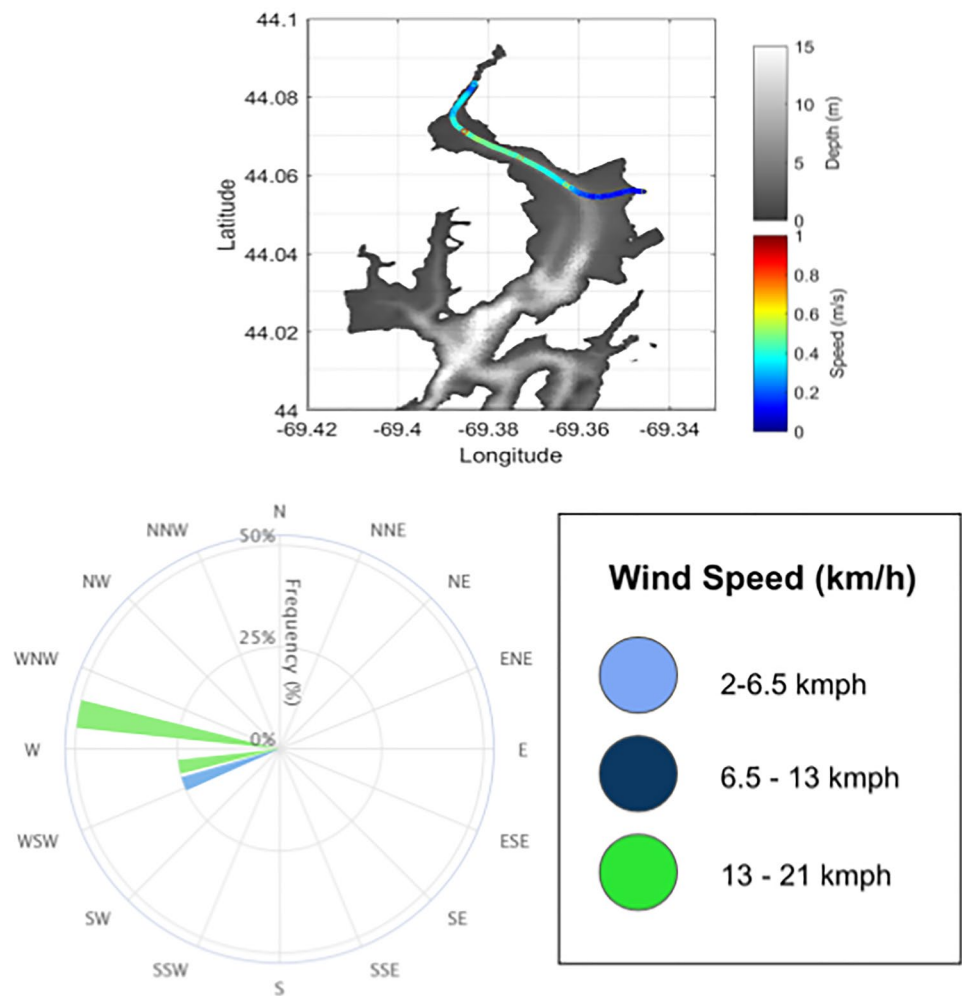 44.1
44.08
44.06
44.04
44.02
44
Latitude
-69.42 -69.4 -69.38 -69.36 -69.34
Longitude
15
10
5
0
Depth (m)
1
0.8
0.6
0.4
0.2
0
Speed (m/s)
N
NNE
NE
ENE
E
ESE
SE
SSE
S
SSW
SW
WSW
W
WNW
NW
NNW
50%
25%
0%
Frequency (%)
Wind Speed (km/h)
2-6.5 kmph
6.5 - 13 kmph
13 - 21 kmph